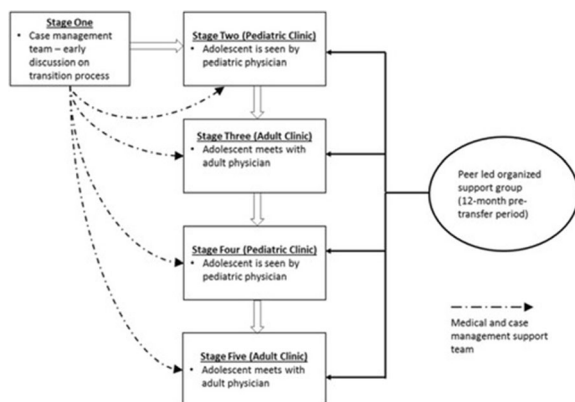 Stage One
• Case management
team – early
discussion on
transition process
Stage Two (Pediatric Clinic)
• Adolescent is seen by
pediatric physician
Stage Three (Adult Clinic)
• Adolescent meets with
adult physician
Stage Four (Pediatric Clinic)
• Adolescent is seen by
pediatric physician
Stage Five (Adult Clinic)
• Adolescent meets with
adult physician
Peer led organized
support group
(12-month pre-
transfer period)
Medical and case
management support
team